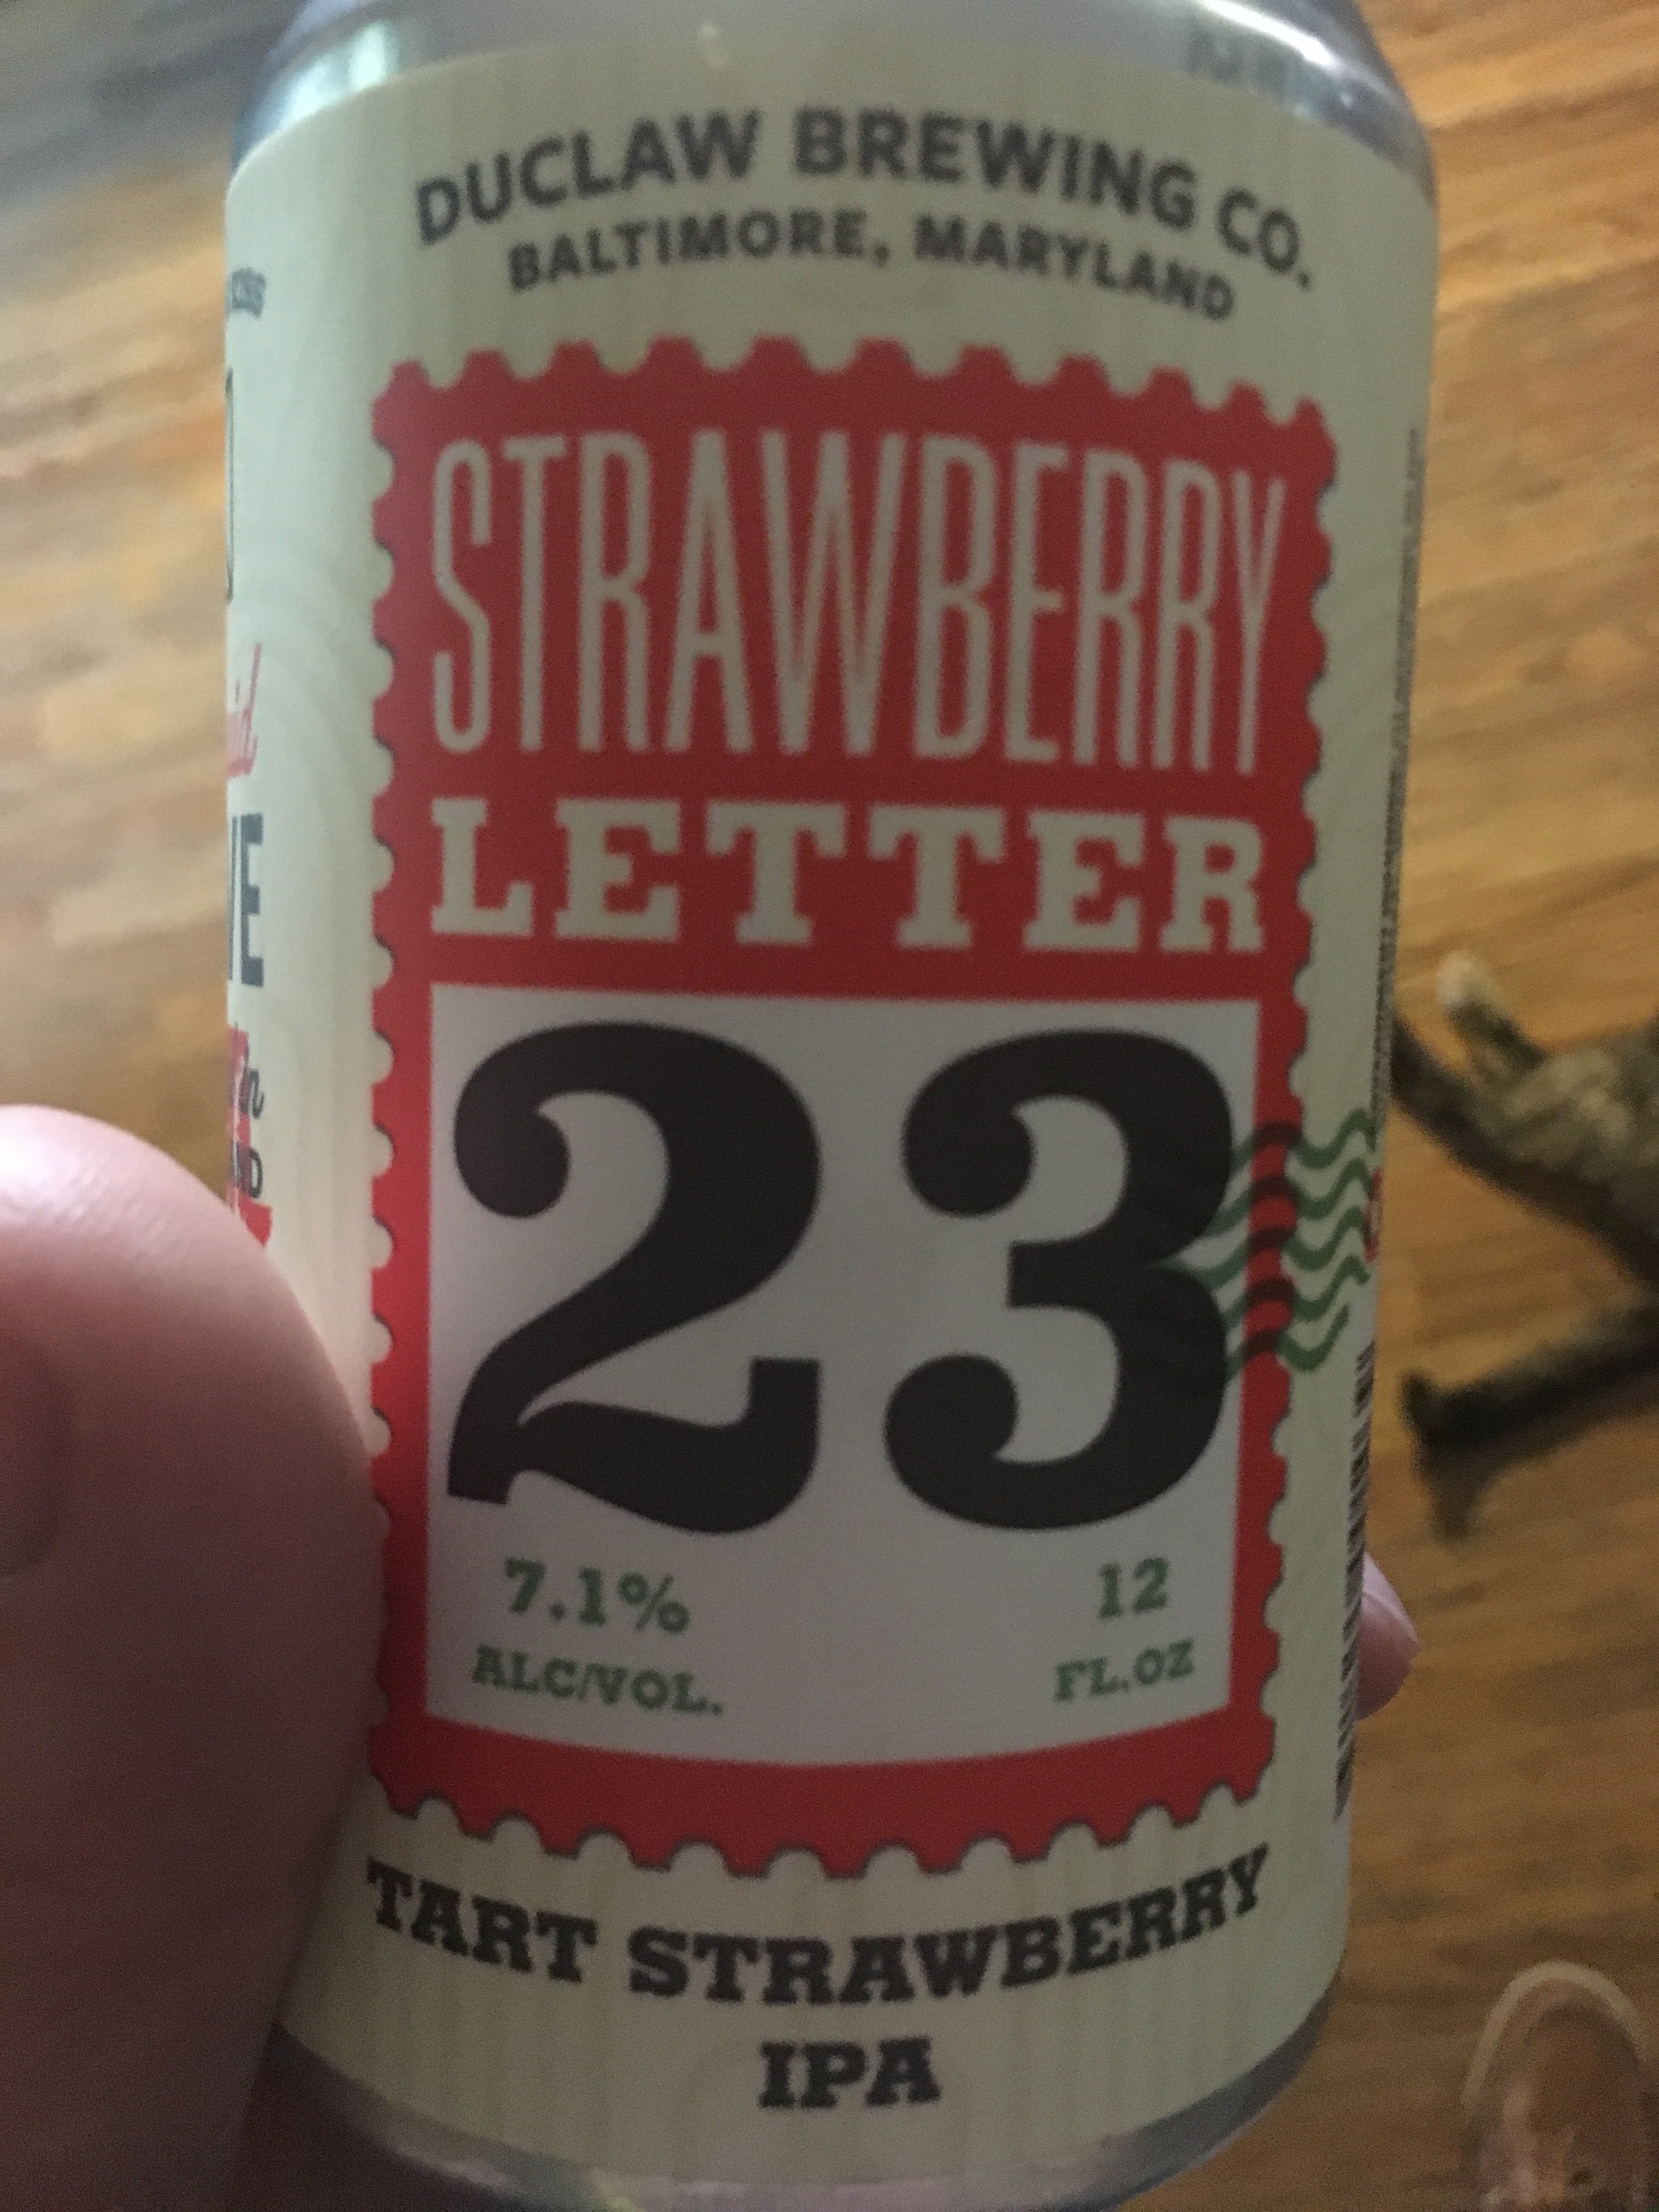 DUCLAW BREWING CO.
BALTIMORE, MARYLAND
STRAWBERRY
LETTER
23
7.1%
ALC/VOL.
12
FL.OZ
TART STRAWBERRY
IPA